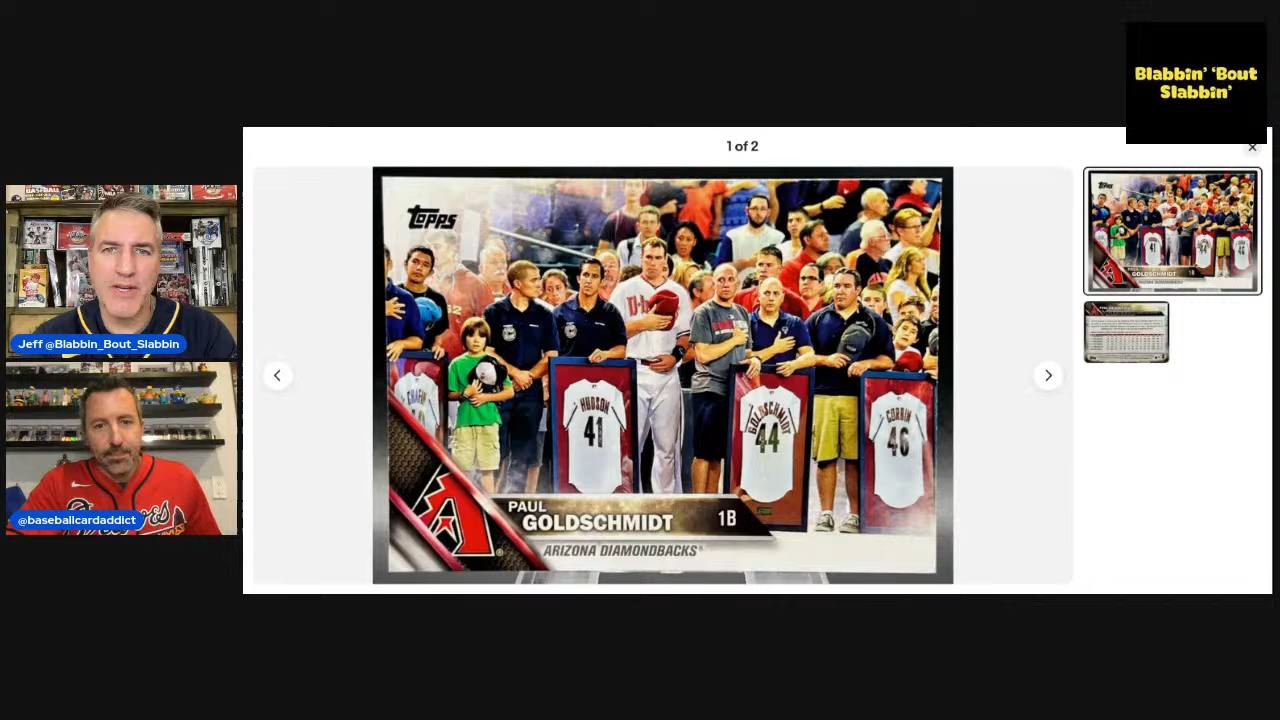 Blabbin' 'Bout
Slabbin'
1 of 2
Jeff @Blabbin_Bout_Slabbin
@baseballcardaddict
Topps
HUDSON
41
GOLDSCHMIDT
44
CORBIN
46
CHAFIN
PAUL
GOLDSCHMIDT
1B
ARIZONA DIAMONDBACKS